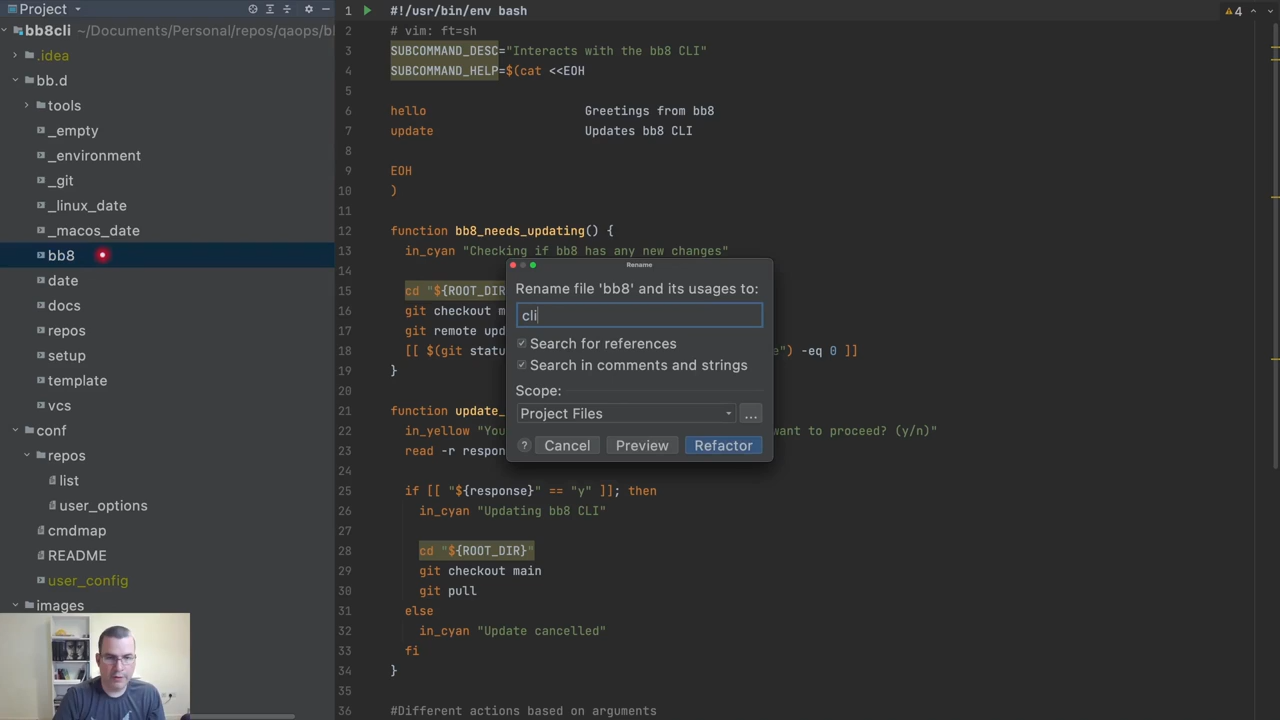 Project
bb8cli ~/Documents/Personal/repos/qaops/bl
.idea
bb.d
tools
_empty
_environment
_git
_linux_date
_macos_date
bb8
date
docs
repos
setup
template
vcs
conf
repos
list
user_options
cmdmap
README
user_config
images
4
1 #!/usr/bin/env bash
2 # vim: ft=sh
3 SUBCOMMAND_DESC="Interacts with the bb8 CLI"
4 SUBCOMMAND_HELP=$(cat <<EOH
5
6 hello Greetings from bb8
7 update Updates bb8 CLI
8
9 EOH
10 )
11
12 function bb8_needs_updating() {
13 in_cyan "Checking if bb8 has any new changes"
14
15 cd "${ROOT_DIR
16 git checkout m
17 git remote upd
18 [[ $(git statu e") -eq 0 ]]
19 }
20
21 function update_
22 in_yellow "You want to proceed? (y/n)"
23 read -r respon
24
25 if [[ "${response}" == "y" ]]; then
26 in_cyan "Updating bb8 CLI"
27
28 cd "${ROOT_DIR}"
29 git checkout main
30 git pull
31 else
32 in_cyan "Update cancelled"
33 fi
34 }
35
36 #Different actions based on arguments
Rename
Rename file 'bb8' and its usages to:
cli
Search for references
Search in comments and strings
Scope:
Project Files
...
? Cancel Preview Refactor